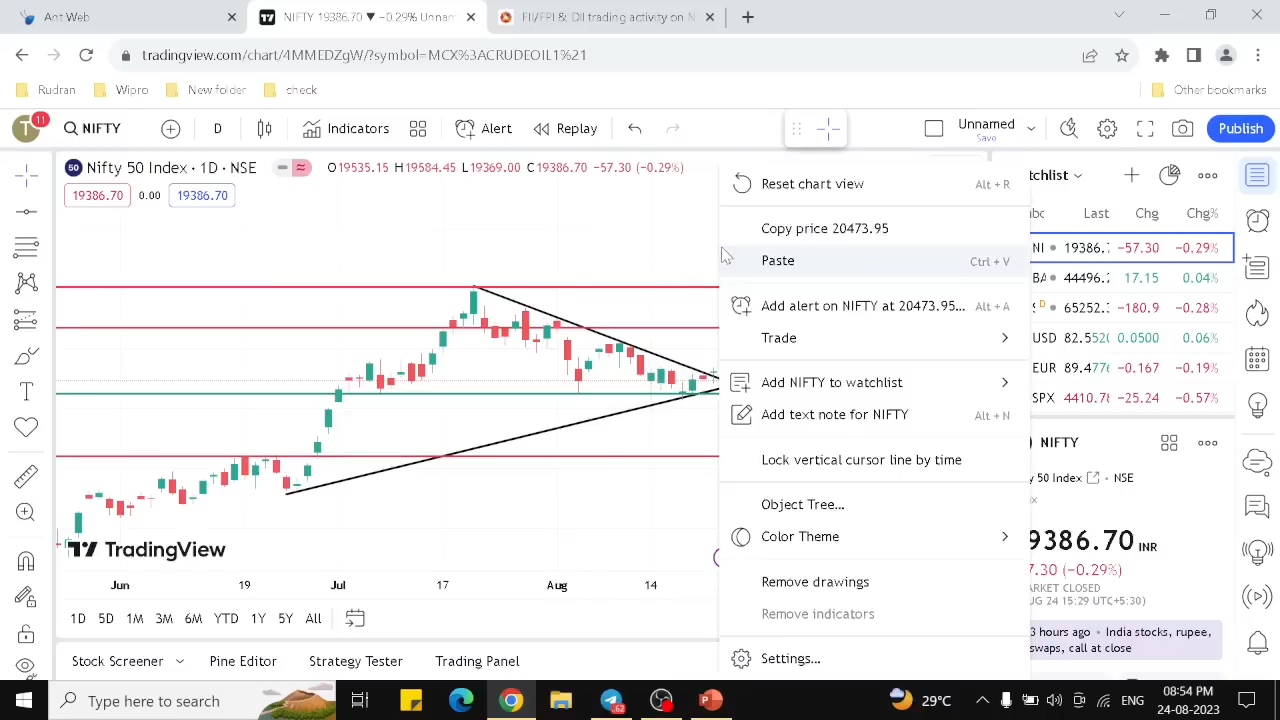 Ant Web
NIFTY 19386.70 ▼ −0.29% Unnam
FII/FPI & DII trading activity on N
tradingview.com/chart/4MMEDZgW/?symbol=MCX%3ACRUDEOIL1%21
Rudran
Wipro
New folder
check
Other bookmarks
T
11
NIFTY
D
Indicators
Alert
Replay
Unnamed
Save
Publish
50
Nifty 50 Index · 1D · NSE
O19535.15 H19584.45 L19369.00 C19386.70 −57.30 (−0.29%)
19386.70
0.00
19386.70
TradingView
Jun
19
Jul
17
Aug
14
1D
5D
1M
3M
6M
YTD
1Y
5Y
All
Stock Screener
Pine Editor
Strategy Tester
Trading Panel
Reset chart view Alt + R
Copy price 20473.95
Paste Ctrl + V
Add alert on NIFTY at 20473.95... Alt + A
Trade
Add NIFTY to watchlist
Add text note for NIFTY Alt + N
Lock vertical cursor line by time
Object Tree...
Color Theme
Remove drawings
Remove indicators
Settings...
tchlist
Last Chg Chg%
NI 19386.7 −57.30 −0.29%
BA 44496.2 17.15 0.04%
D 65252.3 −180.9 −0.28%
USD 82.5520 0.0500 0.06%
EUR 89.4776 −0.167 −0.19%
SPX 4410.78 −25.24 −0.57%
NIFTY
y 50 Index · NSE
9386.70 INR
7.30 (−0.29%)
ARKET CLOSED
AUG 24 15:29 UTC+5:30)
3 hours ago • India stocks, rupee,
swaps, call at close
Type here to search
62
29°C
ENG
08:54 PM
24-08-2023